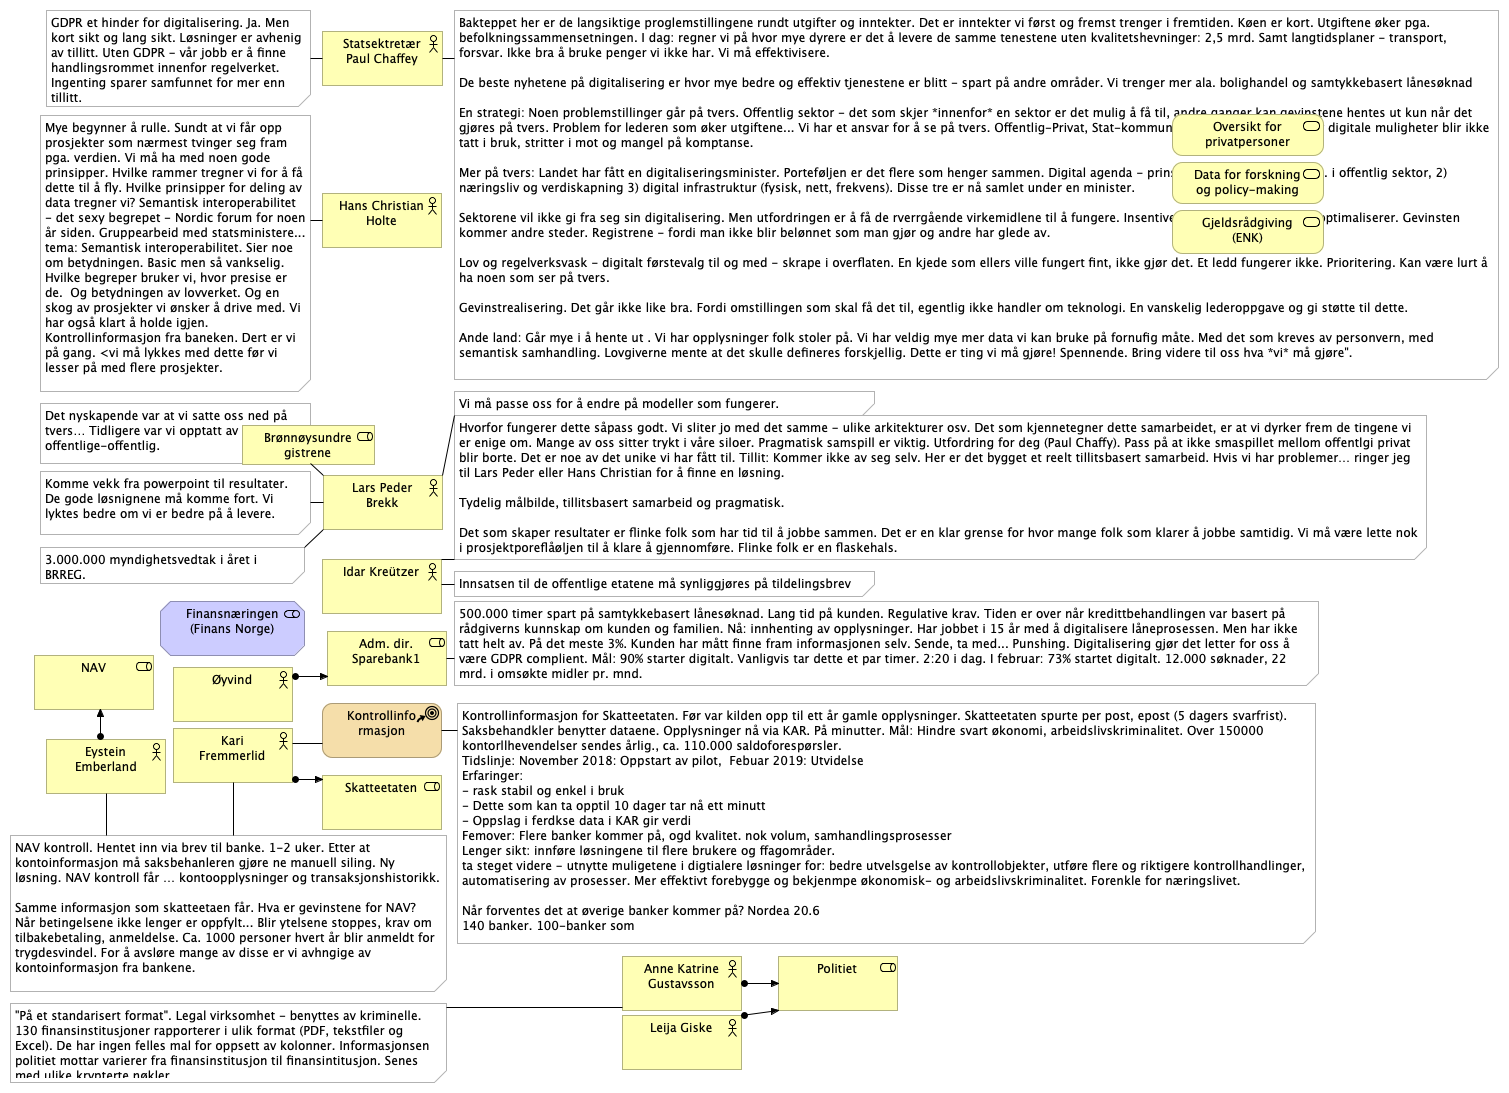 GDPR et hinder for digitalisering. Ja. Men
kort sikt og lang sikt. Løsninger er avhenig
av tillitt. Uten GDPR – vår jobb er å finne
handlingsrommet innenfor regelverket.
Ingenting sparer samfunnet for mer enn
tillitt.
Statsekretær
Paul Chaffey
Bakteppet her er de langsiktige proglemstillingene rundt utgifter og inntekter. Det er inntekter vi først og fremst trenger i fremtiden. Køen er kort. Utgiftene øker pga.
befolkningssammensetningen. I dag: regner vi på hvor mye dyrere er det å levere de samme tenestene uten kvalitetshevninger: 2,5 mrd. Samt langtidsplaner – transport,
forsvar. Ikke bra å bruke penger vi ikke har. Vi må effektivisere.
De beste nyhetene på digitalisering er hvor mye bedre og effektiv tjenestene er blitt – spart på andre områder. Vi trenger mer ala. bolighandel og samtykkebasert lånesøknad
En strategi: Noen problemstillinger går på tvers. Offentlig sektor – det som skjer *innenfor* en sektor er det mulig å få til, andre ganger kan gevinstene hentes ut kun når det
gjøres på tvers. Problem for lederen som øker utgiftene... Vi har et ansvar for å se på tvers. Offentlig-Privat, Stat-kommun digitale muligheter blir ikke
tatt i bruk, stritter i mot og mangel på komptanse.
Mer på tvers: Landet har fått en digitaliseringsminister. Porteføljen er det flere som henger sammen. Digital agenda – prins . i offentlig sektor, 2)
næringsliv og verdiskapning 3) digital infrastruktur (fysisk, nett, frekvens). Disse tre er nå samlet under en minister.
Sektorene vil ikke gi fra seg sin digitalisering. Men utfordringen er å få de rverrgående virkemidlene til å fungere. Insentive optimaliserer. Gevinsten
kommer andre steder. Registrene – fordi man ikke blir belønnet som man gjør og andre har glede av.
Lov og regelverksvask – digitalt førstevalg til og med – skrape i overflaten. En kjede som ellers ville fungert fint, ikke gjør det. Et ledd fungerer ikke. Prioritering. Kan være lurt å
ha noen som ser på tvers.
Gevinstrealisering. Det går ikke like bra. Fordi omstillingen som skal få det til, egentlig ikke handler om teknologi. En vanskelig lederoppgave og gi støtte til dette.
Ande land: Går mye i å hente ut . Vi har opplysninger folk stoler på. Vi har veldig mye mer data vi kan bruke på fornufig måte. Med det som kreves av personvern, med
semantisk samhandling. Lovgiverne mente at det skulle defineres forskjellig. Dette er ting vi må gjøre! Spennende. Bring videre til oss hva *vi* må gjøre".
Oversikt for
privatpersoner
Data for forskning
og policy-making
Gjeldsrådgiving
(ENK)
Mye begynner å rulle. Sundt at vi får opp
prosjekter som nærmest tvinger seg fram
pga. verdien. Vi må ha med noen gode
prinsipper. Hvilke rammer tregner vi for å få
dette til å fly. Hvilke prinsipper for deling av
data tregner vi? Semantisk interoperabilitet
– det sexy begrepet – Nordic forum for noen
år siden. Gruppearbeid med statsministere...
tema: Semantisk interoperabilitet. Sier noe
om betydningen. Basic men så vankselig.
Hvilke begreper bruker vi, hvor presise er
de. Og betydningen av lovverket. Og en
skog av prosjekter vi ønsker å drive med. Vi
har også klart å holde igjen.
Kontrollinformasjon fra baneken. Dert er vi
på gang. <vi må lykkes med dette før vi
lesser på med flere prosjekter.
Hans Christian
Holte
Det nyskapende var at vi satte oss ned på
tvers... Tidligere var vi opptatt av
offentlige-offentlig.
Brønnøysundre
gistrene
Komme vekk fra powerpoint til resultater.
De gode løsnignene må komme fort. Vi
lyktes bedre om vi er bedre på å levere.
3.000.000 myndighetsvedtak i året i
BRREG.
Lars Peder
Brekk
Vi må passe oss for å endre på modeller som fungerer.
Hvorfor fungerer dette såpass godt. Vi sliter jo med det samme – ulike arkitekturer osv. Det som kjennetegner dette samarbeidet, er at vi dyrker frem de tingene vi
er enige om. Mange av oss sitter trykt i våre siloer. Pragmatisk samspill er viktig. Utfordring for deg (Paul Chaffy). Pass på at ikke smaspillet mellom offentlgi privat
blir borte. Det er noe av det unike vi har fått til. Tillit: Kommer ikke av seg selv. Her er det bygget et reelt tillitsbasert samarbeid. Hvis vi har problemer... ringer jeg
til Lars Peder eller Hans Christian for å finne en løsning.
Tydelig målbilde, tillitsbasert samarbeid og pragmatisk.
Det som skaper resultater er flinke folk som har tid til å jobbe sammen. Det er en klar grense for hvor mange folk som klarer å jobbe samtidig. Vi må være lette nok
i prosjektporeflåøljen til å klare å gjennomføre. Flinke folk er en flaskehals.
Idar Kreützer
Innsatsen til de offentlige etatene må synliggjøres på tildelingsbrev
Finansnæringen
(Finans Norge)
Adm. dir.
Sparebank1
500.000 timer spart på samtykkebasert lånesøknad. Lang tid på kunden. Regulative krav. Tiden er over når kredittbehandlingen var basert på
rådgiverns kunnskap om kunden og familien. Nå: innhenting av opplysninger. Har jobbet i 15 år med å digitalisere låneprosessen. Men har ikke
tatt helt av. På det meste 3%. Kunden har mått finne fram informasjonen selv. Sende, ta med... Punshing. Digitalisering gjør det letter for oss å
være GDPR complient. Mål: 90% starter digitalt. Vanligvis tar dette et par timer. 2:20 i dag. I februar: 73% startet digitalt. 12.000 søknader, 22
mrd. i omsøkte midler pr. mnd.
NAV
Øyvind
Eystein
Emberland
Kari
Fremmerlid
Kontrollinfo
rmasjon
Skatteetaten
Kontrollinformasjon for Skatteetaten. Før var kilden opp til ett år gamle opplysninger. Skatteetaten spurte per post, epost (5 dagers svarfrist).
Saksbehandkler benytter dataene. Opplysninger nå via KAR. På minutter. Mål: Hindre svart økonomi, arbeidslivskriminalitet. Over 150000
kontorllhevendelser sendes årlig., ca. 110.000 saldoforespørsler.
Tidslinje: November 2018: Oppstart av pilot, Febuar 2019: Utvidelse
Erfaringer:
– rask stabil og enkel i bruk
– Dette som kan ta opptil 10 dager tar nå ett minutt
– Oppslag i ferdkse data i KAR gir verdi
Femover: Flere banker kommer på, ogd kvalitet. nok volum, samhandlingsprosesser
Lenger sikt: innføre løsningene til flere brukere og ffagområder.
ta steget videre – utnytte muligetene i digtialere løsninger for: bedre utvelsgelse av kontrollobjekter, utføre flere og riktigere kontrollhandlinger,
automatisering av prosesser. Mer effektivt forebygge og bekjenmpe økonomisk- og arbeidslivskriminalitet. Forenkle for næringslivet.
Når forventes det at øverige banker kommer på? Nordea 20.6
140 banker. 100-banker som
NAV kontroll. Hentet inn via brev til banke. 1–2 uker. Etter at
kontoinformasjon må saksbehanleren gjøre ne manuell siling. Ny
løsning. NAV kontroll får ... kontoopplysninger og transaksjonshistorikk.
Samme informasjon som skatteetaen får. Hva er gevinstene for NAV?
Når betingelsene ikke lenger er oppfylt... Blir ytelsene stoppes, krav om
tilbakebetaling, anmeldelse. Ca. 1000 personer hvert år blir anmeldt for
trygdesvindel. For å avsløre mange av disse er vi avhngige av
kontoinformasjon fra bankene.
Anne Katrine
Gustavsson
Politiet
Leija Giske
"På et standarisert format". Legal virksomhet – benyttes av kriminelle.
130 finansinstitusjoner rapporterer i ulik format (PDF, tekstfiler og
Excel). De har ingen felles mal for oppsett av kolonner. Informasjonsen
politiet mottar varierer fra finansinstitusjon til finansintitusjon. Senes
med ulike krypterte nøkler